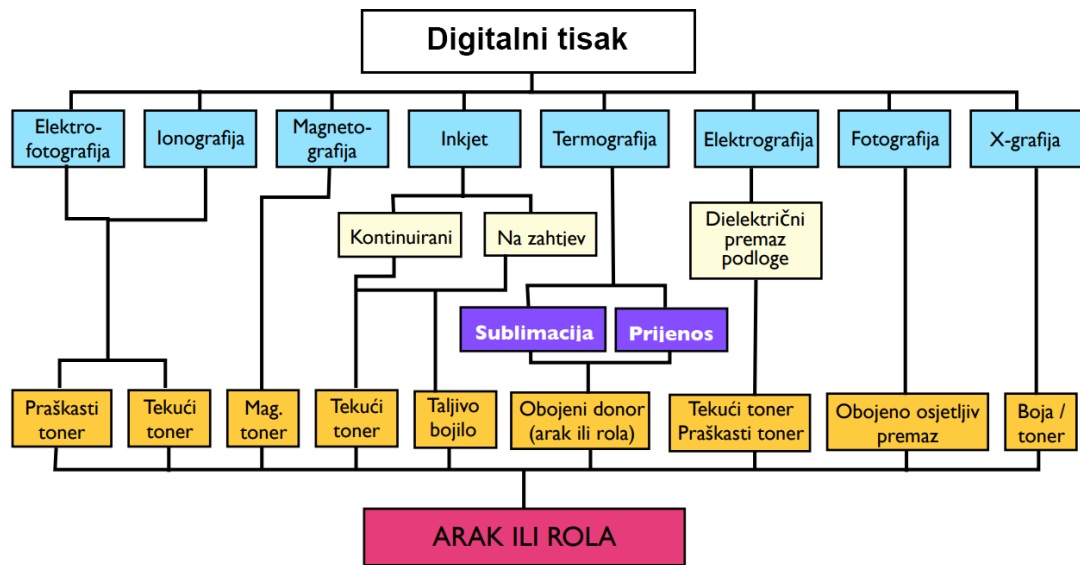 Digitalni tisak
Elektro-
fotografija
Ionografija
Magneto-
grafija
Inkjet
Termografija
Elektrografija
Fotografija
X-grafija
Kontinuirani
Na zahtjev
Dielektrični
premaz
podloge
Sublimacija
Prijenos
Praškasti
toner
Tekući
toner
Mag.
toner
Tekući
toner
Taljivo
bojilo
Obojeni donor
(arak ili rola)
Tekući toner
Praškasti toner
Obojeno osjetljiv
premaz
Boja /
toner
ARAK ILI ROLA